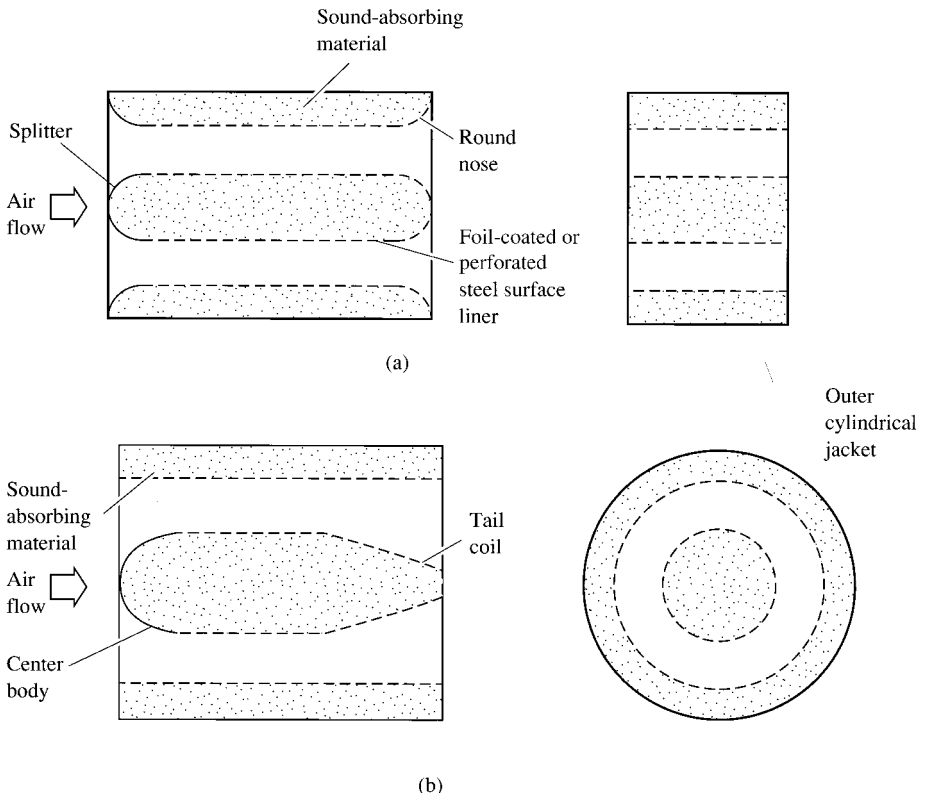 Sound-absorbing
material
Splitter
Round
nose
Air
flow
Foil-coated or
perforated
steel surface
liner
(a)
Outer
cylindrical
jacket
Sound-
absorbing
material
Tail
coil
Air
flow
Center
body
(b)